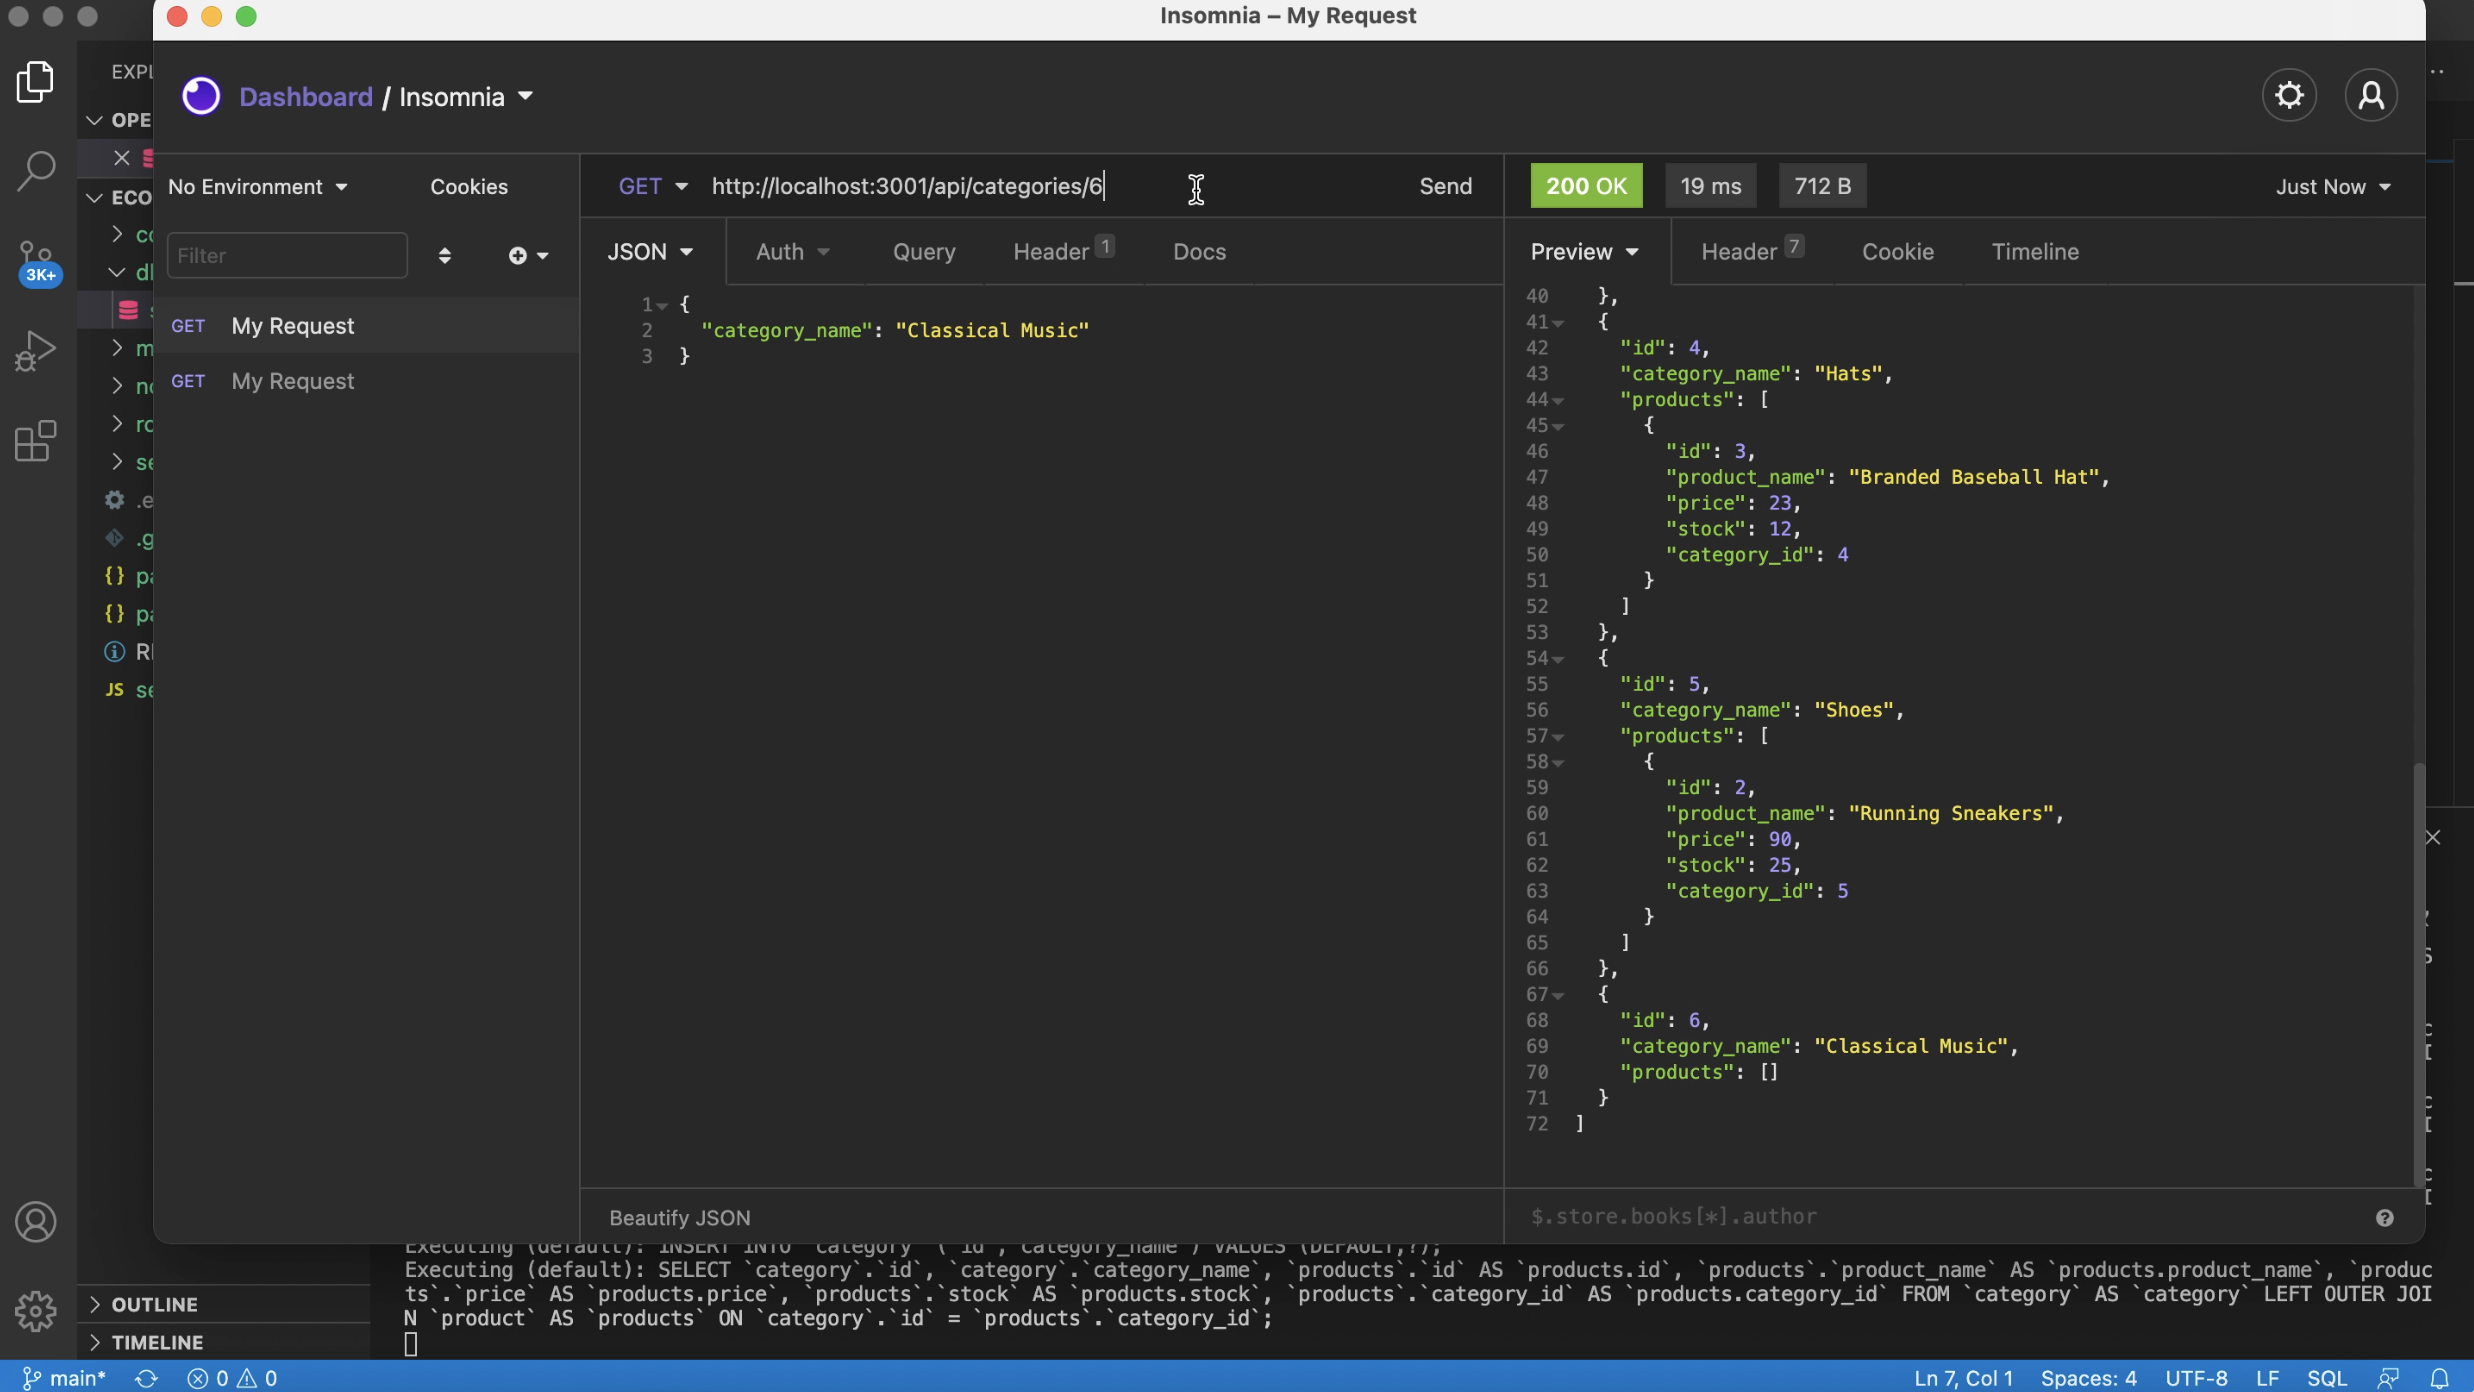 Insomnia – My Request
EXPL
Dashboard / Insomnia
OPE
No Environment
Cookies
GET
http://localhost:3001/api/categories/6
Send
200 OK
19 ms
712 B
Just Now
ECO
Filter
JSON
Auth
Query
Header 1
Docs
Preview
Header 7
Cookie
Timeline
3K+
GET My Request
GET My Request
1 {
2 "category_name": "Classical Music"
3 }
40 },
41 {
42 "id": 4,
43 "category_name": "Hats",
44 "products": [
45 {
46 "id": 3,
47 "product_name": "Branded Baseball Hat",
48 "price": 23,
49 "stock": 12,
50 "category_id": 4
51 }
52 ]
53 },
54 {
55 "id": 5,
56 "category_name": "Shoes",
57 "products": [
58 {
59 "id": 2,
60 "product_name": "Running Sneakers",
61 "price": 90,
62 "stock": 25,
63 "category_id": 5
64 }
65 ]
66 },
67 {
68 "id": 6,
69 "category_name": "Classical Music",
70 "products": []
71 }
72 ]
Beautify JSON
$.store.books[*].author
Executing (default): INSERT INTO `category` (`id`,`category_name`) VALUES (DEFAULT,?);
Executing (default): SELECT `category`.`id`, `category`.`category_name`, `products`.`id` AS `products.id`, `products`.`product_name` AS `products.product_name`, `produc
ts`.`price` AS `products.price`, `products`.`stock` AS `products.stock`, `products`.`category_id` AS `products.category_id` FROM `category` AS `category` LEFT OUTER JOI
N `product` AS `products` ON `category`.`id` = `products`.`category_id`;
OUTLINE
TIMELINE
main*
0
0
Ln 7, Col 1
Spaces: 4
UTF-8
LF
SQL